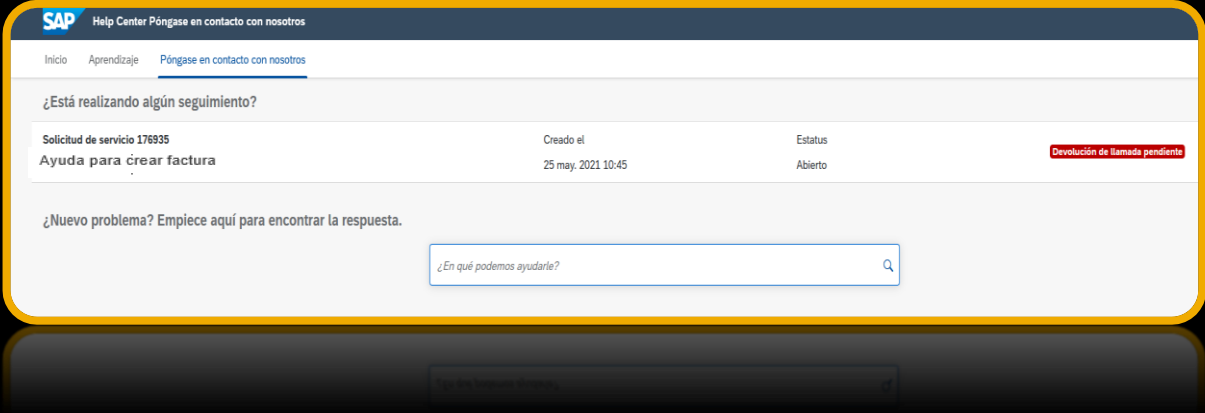 SAP Help Center Póngase en contacto con nosotros
Inicio Aprendizaje Póngase en contacto con nosotros
¿Está realizando algún seguimiento?
Solicitud de servicio 176935 Creado el Estatus
Devolución de llamada pendiente
Ayuda para crear factura 25 may. 2021 10:45 Abierto
¿Nuevo problema? Empiece aquí para encontrar la respuesta.
¿En qué podemos ayudarle?